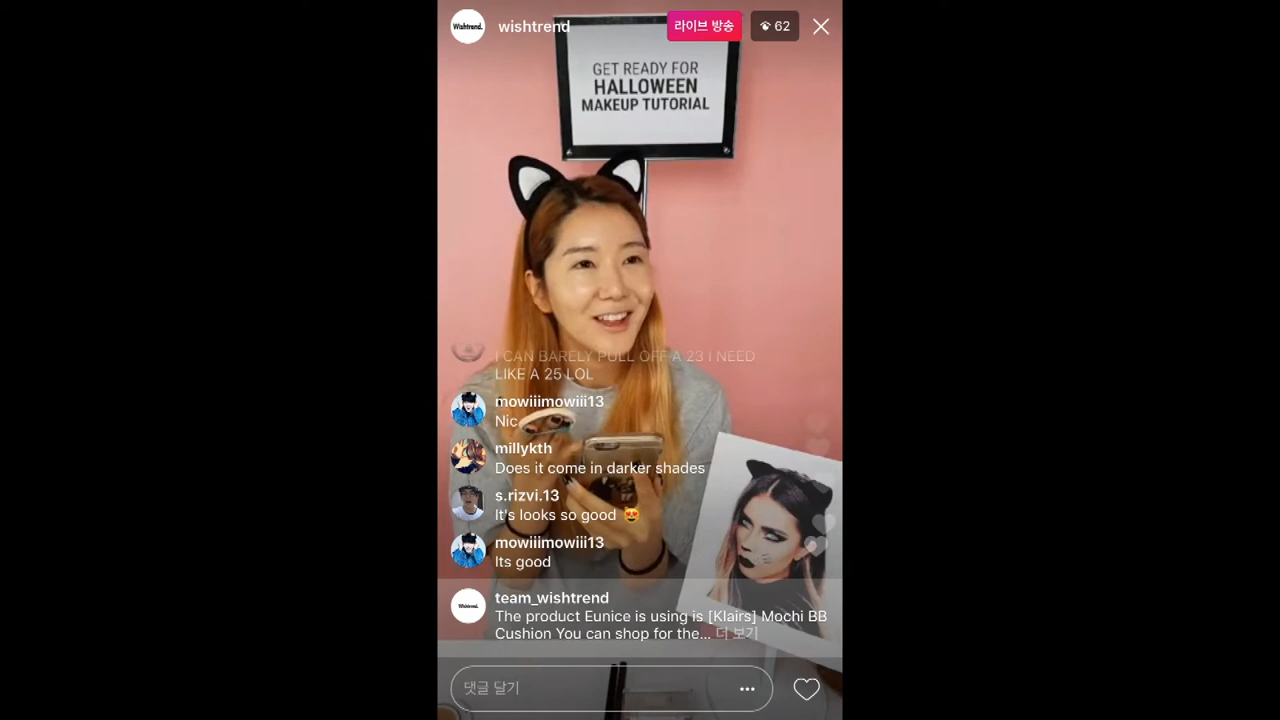 Wishtrend.
wishtrend
라이브 방송
62
GET READY FOR
HALLOWEEN
MAKEUP TUTORIAL
I CAN BARELY PULL OFF A 23 I NEED
LIKE A 25 LOL
mowiiimowiii13
Nic
millykth
Does it come in darker shades
s.rizvi.13
It's looks so good 😍
mowiiimowiii13
Its good
Wishtrend.
team_wishtrend
The product Eunice is using is [Klairs] Mochi BB
Cushion You can shop for the... 더 보기
댓글 달기